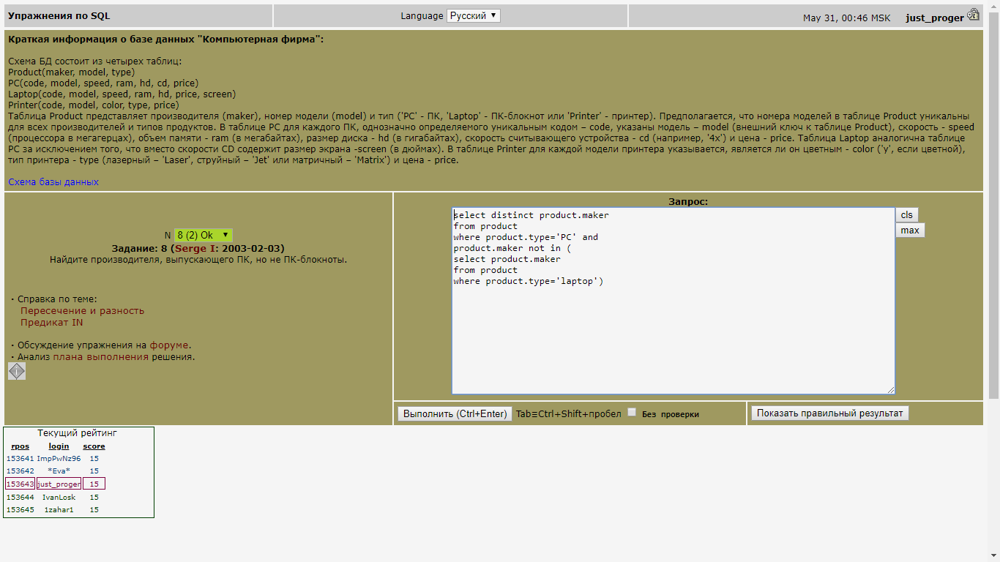 Упражнения по SQL
Language Русский
May 31, 00:46 MSK just_proger
Краткая информация о базе данных "Компьютерная фирма":
Схема БД состоит из четырех таблиц:
Product(maker, model, type)
PC(code, model, speed, ram, hd, cd, price)
Laptop(code, model, speed, ram, hd, price, screen)
Printer(code, model, color, type, price)
Таблица Product представляет производителя (maker), номер модели (model) и тип ('PC' - ПК, 'Laptop' - ПК-блокнот или 'Printer' - принтер). Предполагается, что номера моделей в таблице Product уникальны
для всех производителей и типов продуктов. В таблице PC для каждого ПК, однозначно определяемого уникальным кодом – code, указаны модель – model (внешний ключ к таблице Product), скорость - speed
(процессора в мегагерцах), объем памяти - ram (в мегабайтах), размер диска - hd (в гигабайтах), скорость считывающего устройства - cd (например, '4x') и цена - price. Таблица Laptop аналогична таблице
РС за исключением того, что вместо скорости CD содержит размер экрана -screen (в дюймах). В таблице Printer для каждой модели принтера указывается, является ли он цветным - color ('y', если цветной),
тип принтера - type (лазерный – 'Laser', струйный – 'Jet' или матричный – 'Matrix') и цена - price.
Схема базы данных
N 8 (2) Ok
Задание: 8 (Serge I: 2003-02-03)
Найдите производителя, выпускающего ПК, но не ПК-блокноты.
· Справка по теме:
Пересечение и разность
Предикат IN
· Обсуждение упражнения на форуме.
· Анализ плана выполнения решения.
Запрос:
select distinct product.maker
from product
where product.type='PC' and
product.maker not in (
select product.maker
from product
where product.type='laptop')
cls
max
Выполнить (Ctrl+Enter) Tab≡Ctrl+Shift+пробел Без проверки
Показать правильный результат
Текущий рейтинг
rpos login score
153641 ImpPwNz96 15
153642 *Eva* 15
153643 just_proger 15
153644 IvanLosk 15
153645 1zahar1 15